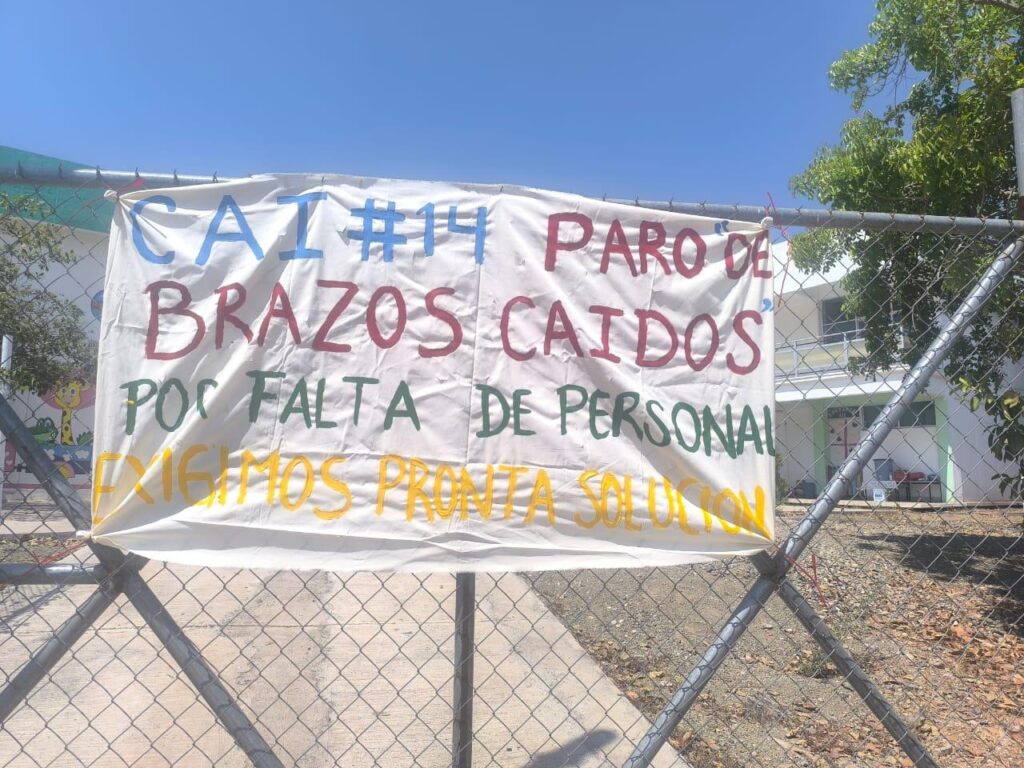 CAI #14 PARO "DE
BRAZOS CAIDOS"
POR FALTA DE PERSONAL
EXIGIMOS PRONTA SOLUCION